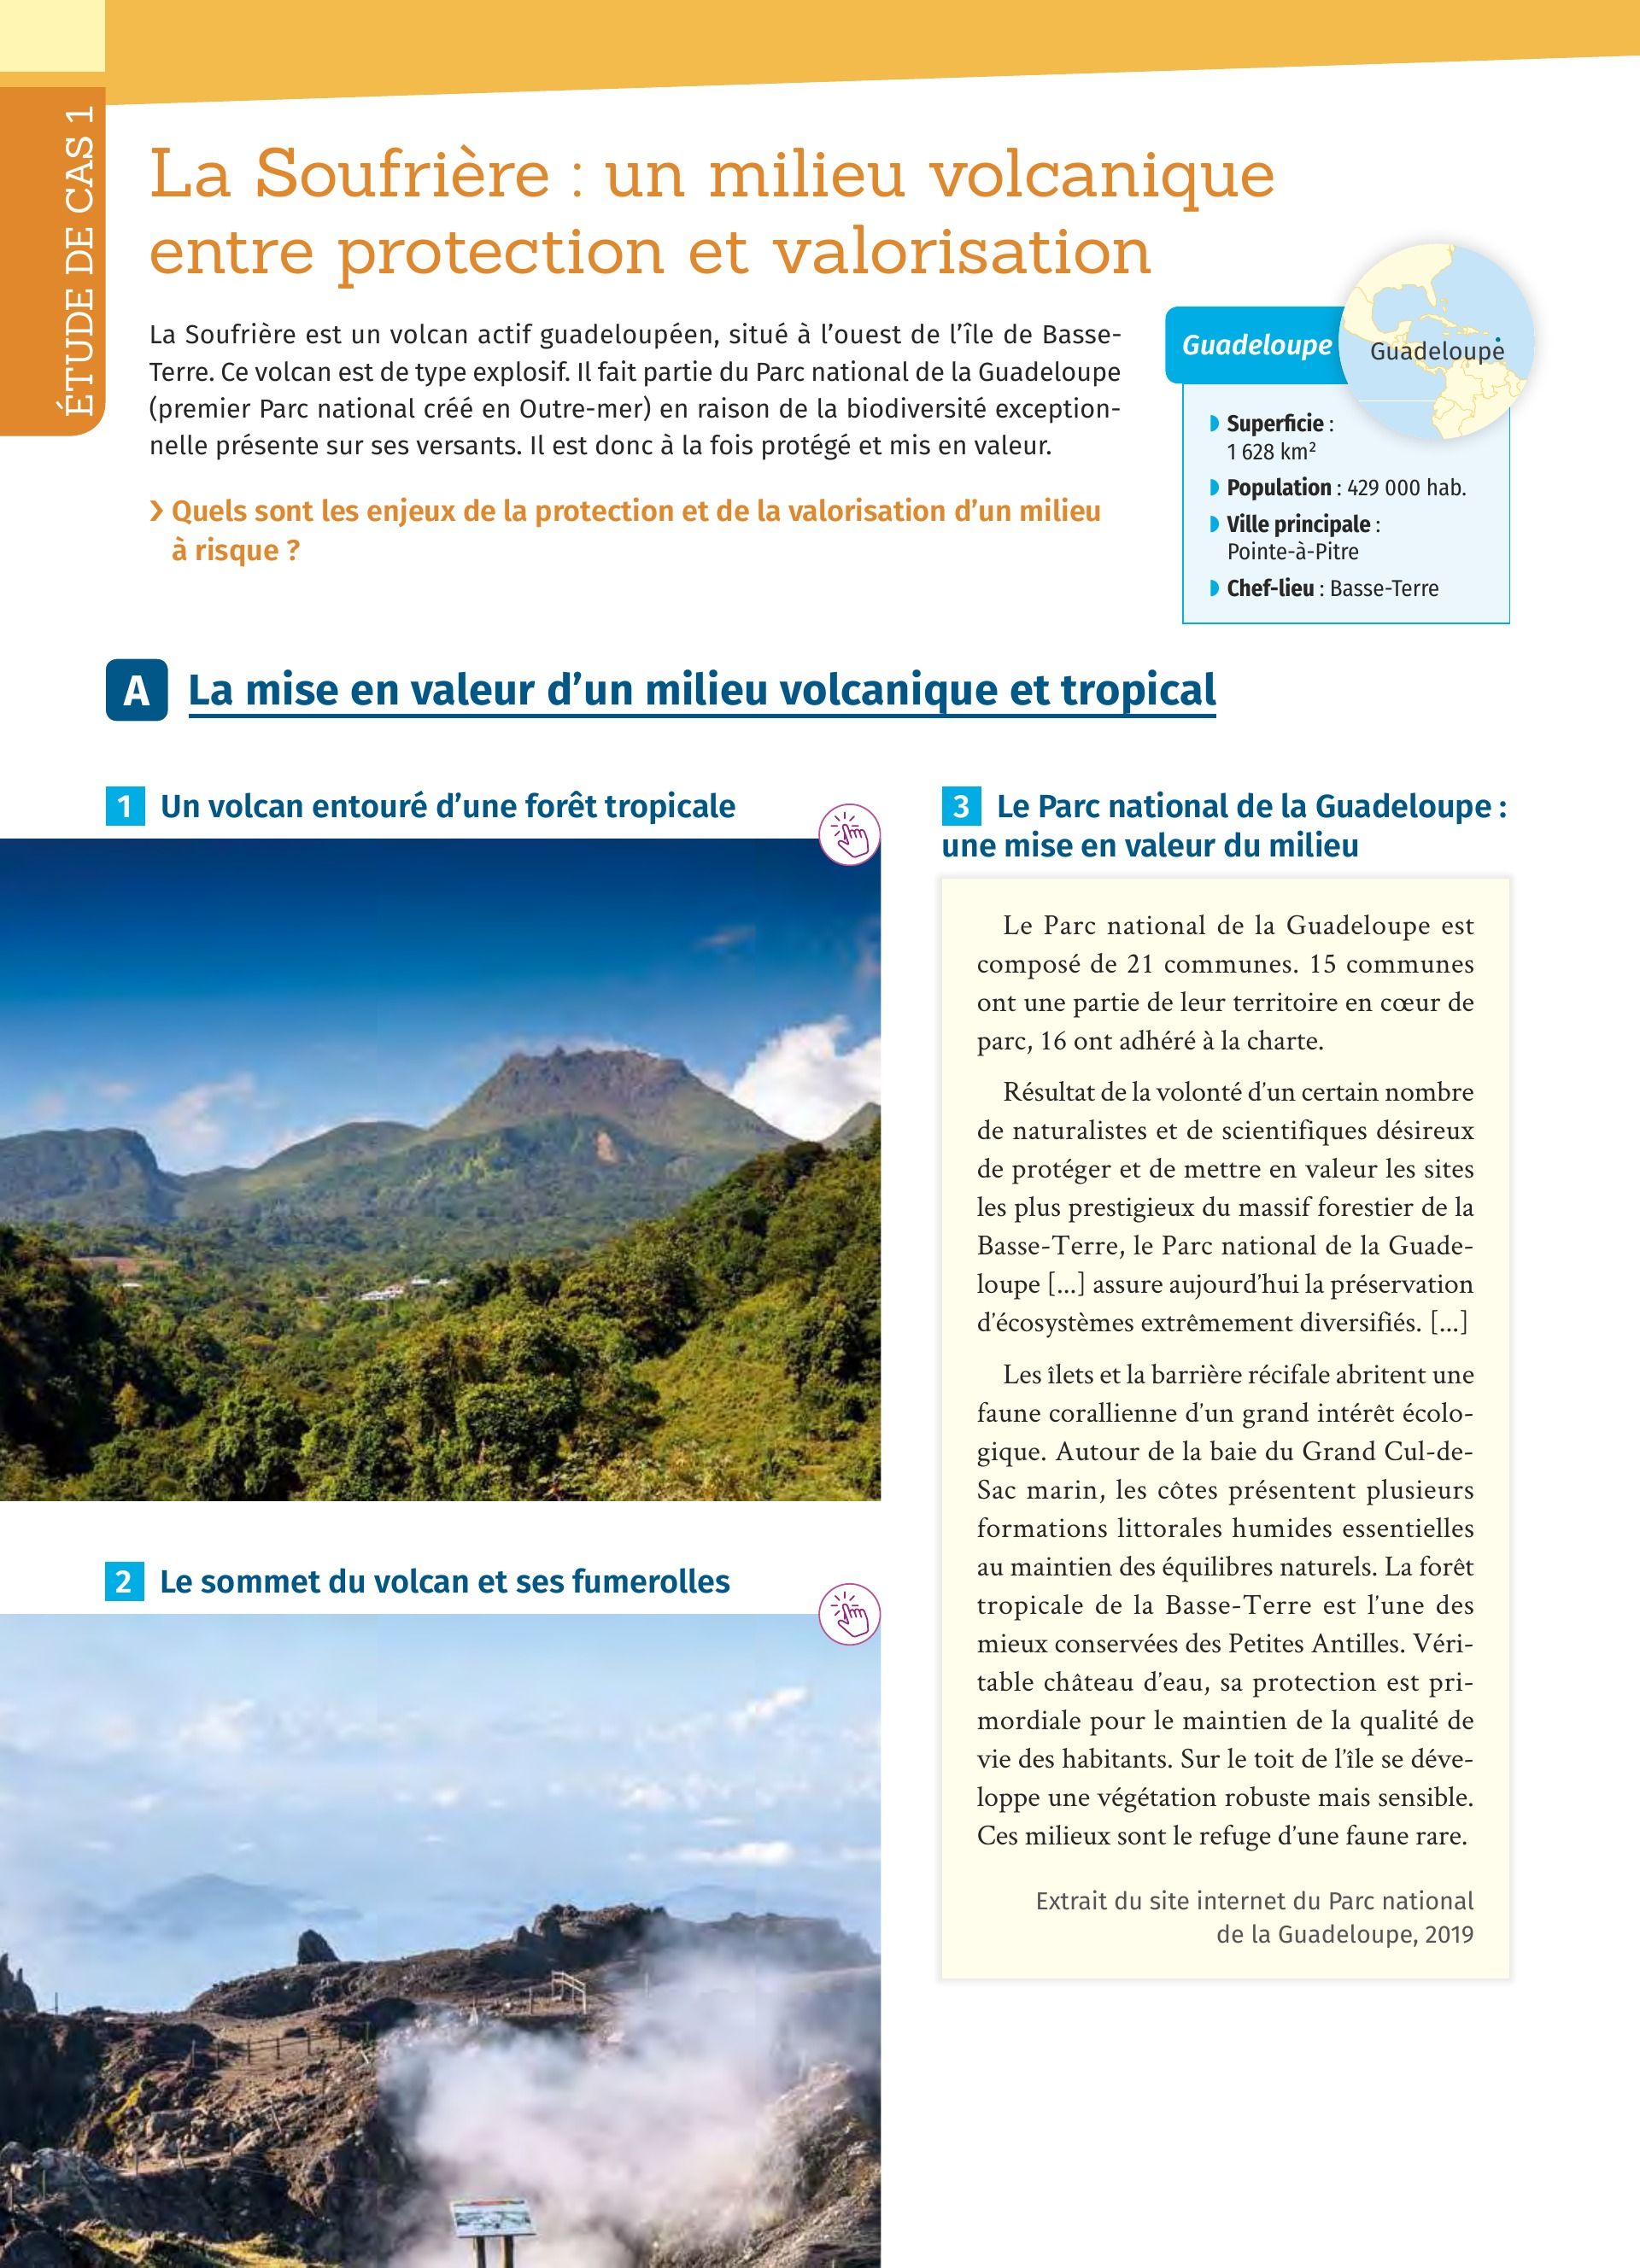 ÉTUDE DE CAS 1
La Soufrière : un milieu volcanique
entre protection et valorisation
La Soufrière est un volcan actif guadeloupéen, situé à l’ouest de l’île de Basse-
Terre. Ce volcan est de type explosif. Il fait partie du Parc national de la Guadeloupe
(premier Parc national créé en Outre-mer) en raison de la biodiversité exception-
nelle présente sur ses versants. Il est donc à la fois protégé et mis en valeur.
› Quels sont les enjeux de la protection et de la valorisation d’un milieu
à risque ?
Guadeloupe
Guadeloupe
Superficie :
1 628 km²
Population : 429 000 hab.
Ville principale :
Pointe-à-Pitre
Chef-lieu : Basse-Terre
A La mise en valeur d’un milieu volcanique et tropical
1 Un volcan entouré d’une forêt tropicale
2 Le sommet du volcan et ses fumerolles
3 Le Parc national de la Guadeloupe :
une mise en valeur du milieu
Le Parc national de la Guadeloupe est
composé de 21 communes. 15 communes
ont une partie de leur territoire en cœur de
parc, 16 ont adhéré à la charte.
Résultat de la volonté d’un certain nombre
de naturalistes et de scientifiques désireux
de protéger et de mettre en valeur les sites
les plus prestigieux du massif forestier de la
Basse-Terre, le Parc national de la Guade-
loupe [...] assure aujourd’hui la préservation
d’écosystèmes extrêmement diversifiés. [...]
Les îlets et la barrière récifale abritent une
faune corallienne d’un grand intérêt écolo-
gique. Autour de la baie du Grand Cul-de-
Sac marin, les côtes présentent plusieurs
formations littorales humides essentielles
au maintien des équilibres naturels. La forêt
tropicale de la Basse-Terre est l’une des
mieux conservées des Petites Antilles. Véri-
table château d’eau, sa protection est pri-
mordiale pour le maintien de la qualité de
vie des habitants. Sur le toit de l’île se déve-
loppe une végétation robuste mais sensible.
Ces milieux sont le refuge d’une faune rare.
Extrait du site internet du Parc national
de la Guadeloupe, 2019